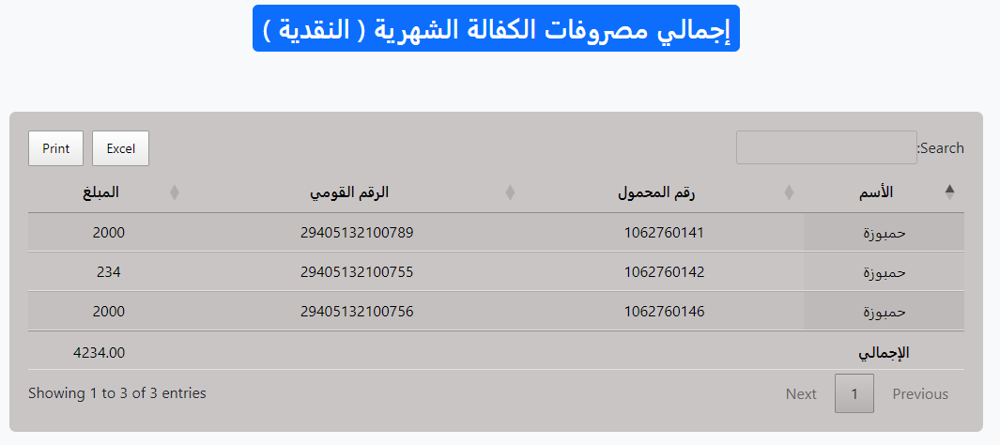 إجمالي مصروفات الكفالة الشهرية ( النقدية )
Print Excel Search:
الأسم رقم المحمول الرقم القومي المبلغ
حمبوزة 1062760141 29405132100789 2000
حمبوزة 1062760142 29405132100755 234
حمبوزة 1062760146 29405132100756 2000
الإجمالي 4234.00
Showing 1 to 3 of 3 entries Next 1 Previous